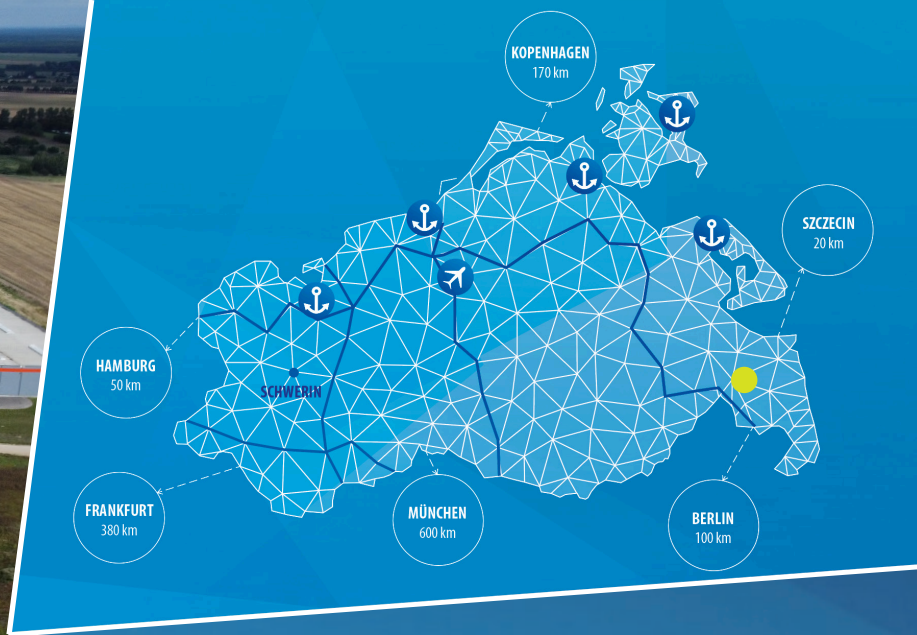 KOPENHAGEN
170 km
SZCZECIN
20 km
HAMBURG
50 km
SCHWERIN
FRANKFURT
380 km
MÜNCHEN
600 km
BERLIN
100 km